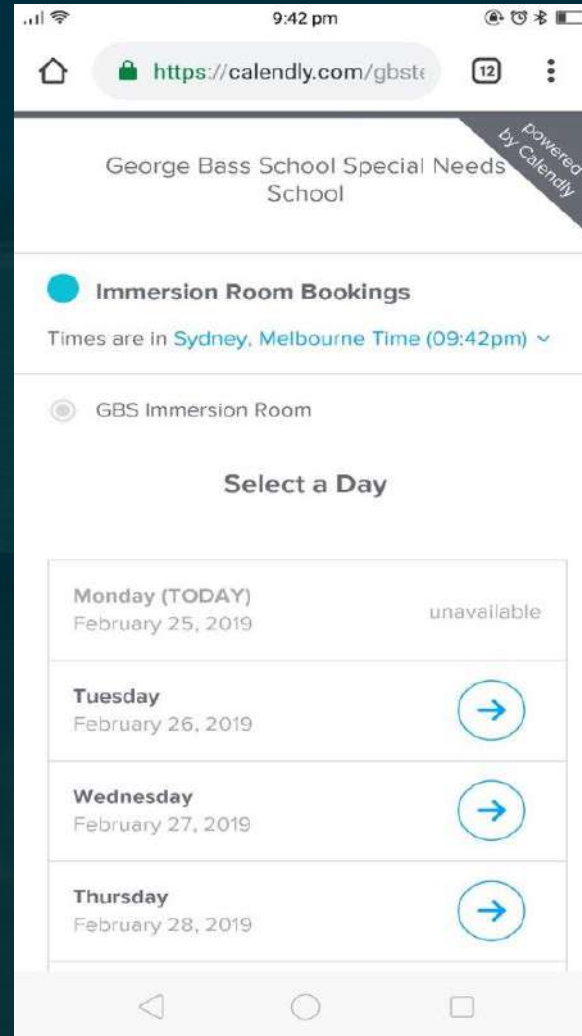 9:42 pm
https://calendly.com/gbste
12
powered
by Calendly
George Bass School Special Needs
School
Immersion Room Bookings
Times are in Sydney, Melbourne Time (09:42pm)
GBS Immersion Room
Select a Day
Monday (TODAY)
February 25, 2019
unavailable
Tuesday
February 26, 2019
Wednesday
February 27, 2019
Thursday
February 28, 2019